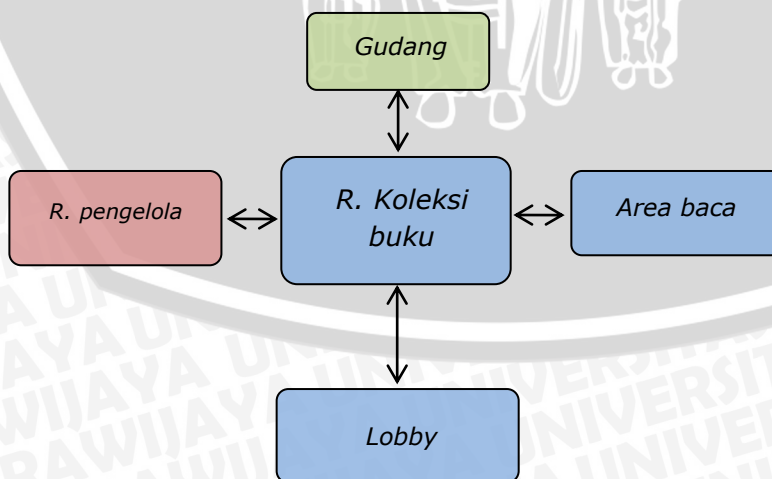 Gudang
R. pengelola
R. Koleksi
buku
Area baca
Lobby